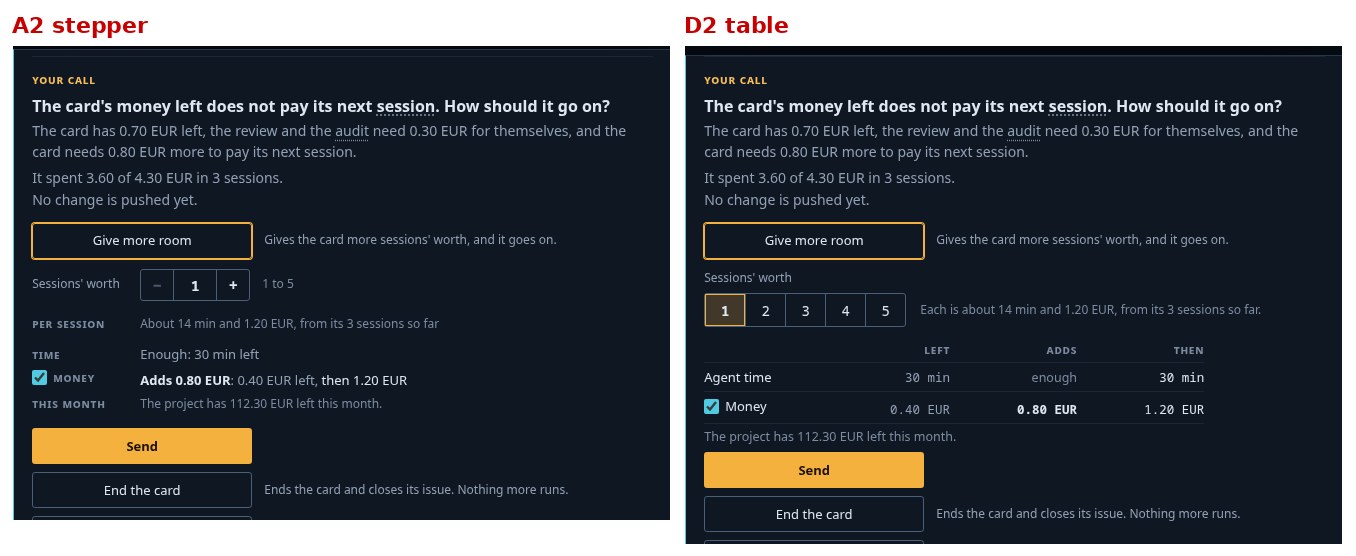 A2 stepper
YOUR CALL
The card's money left does not pay its next session. How should it go on?
The card has 0.70 EUR left, the review and the audit need 0.30 EUR for themselves, and the
card needs 0.80 EUR more to pay its next session.
It spent 3.60 of 4.30 EUR in 3 sessions.
No change is pushed yet.
Give more room
Gives the card more sessions' worth, and it goes on.
Sessions' worth
− 1 +
1 to 5
PER SESSION
About 14 min and 1.20 EUR, from its 3 sessions so far
TIME
Enough: 30 min left
MONEY
Adds 0.80 EUR: 0.40 EUR left, then 1.20 EUR
THIS MONTH
The project has 112.30 EUR left this month.
Send
End the card
Ends the card and closes its issue. Nothing more runs.
D2 table
YOUR CALL
The card's money left does not pay its next session. How should it go on?
The card has 0.70 EUR left, the review and the audit need 0.30 EUR for themselves, and the
card needs 0.80 EUR more to pay its next session.
It spent 3.60 of 4.30 EUR in 3 sessions.
No change is pushed yet.
Give more room
Gives the card more sessions' worth, and it goes on.
Sessions' worth
1 2 3 4 5
Each is about 14 min and 1.20 EUR, from its 3 sessions so far.
LEFT ADDS THEN
Agent time 30 min enough 30 min
Money 0.40 EUR 0.80 EUR 1.20 EUR
The project has 112.30 EUR left this month.
Send
End the card
Ends the card and closes its issue. Nothing more runs.